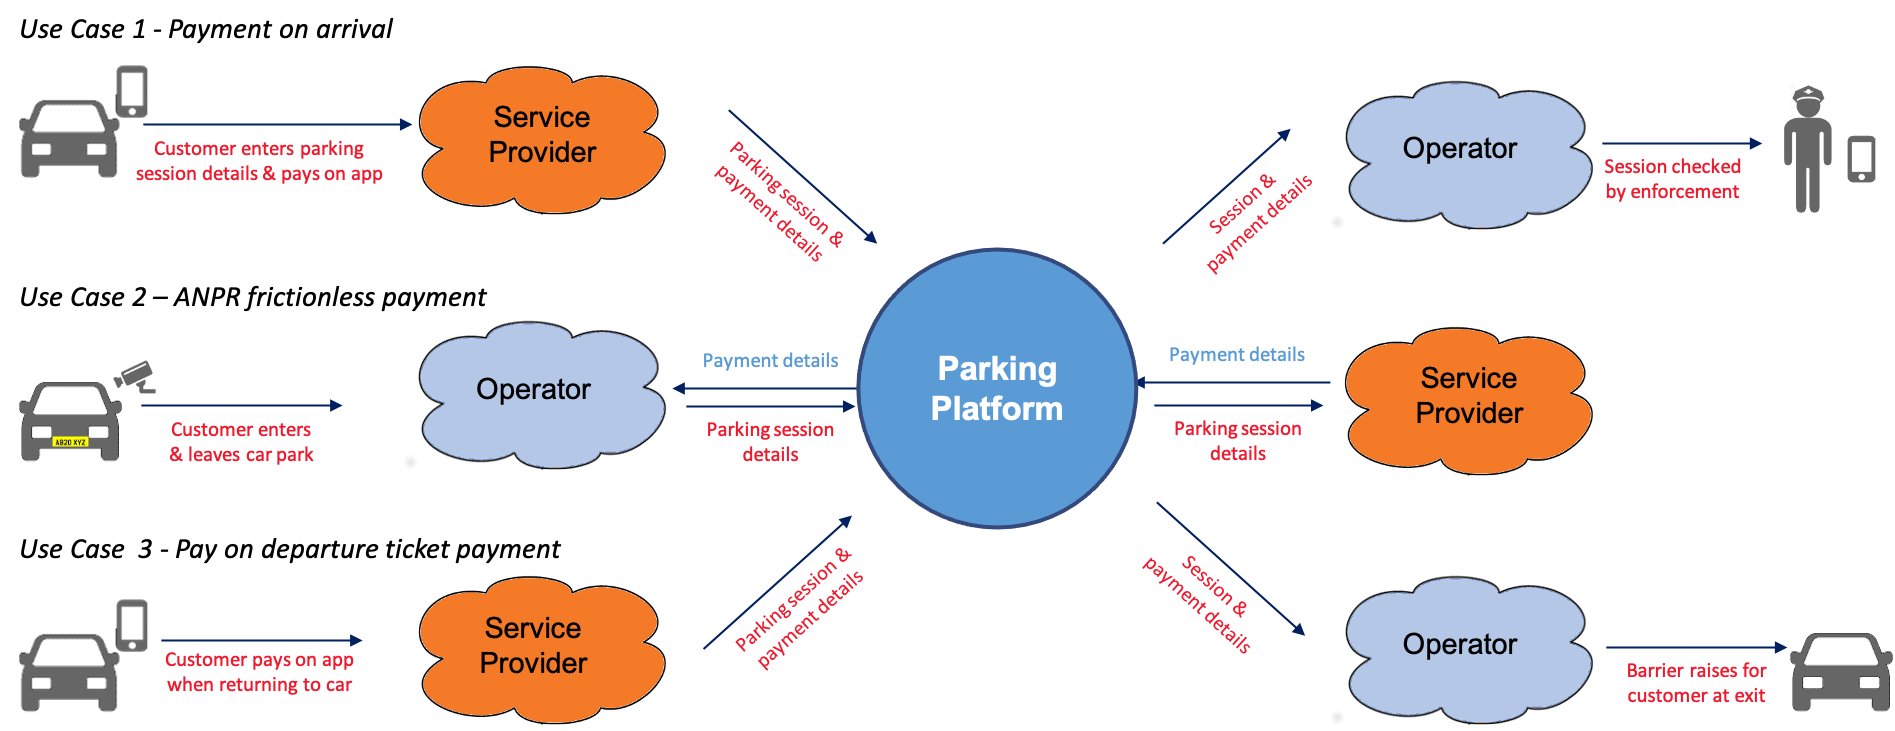 Use Case 1 - Payment on arrival
Customer enters parking
session details & pays on app
Service
Provider
Parking session &
payment details
Session &
payment details
Operator
Session checked
by enforcement
Use Case 2 – ANPR frictionless payment
AB20 XYZ
Customer enters
& leaves car park
Operator
Payment details
Parking session
details
Parking
Platform
Payment details
Parking session
details
Service
Provider
Use Case  3 - Pay on departure ticket payment
Customer pays on app
when returning to car
Service
Provider
Parking session &
payment details
Session &
payment details
Operator
Barrier raises for
customer at exit